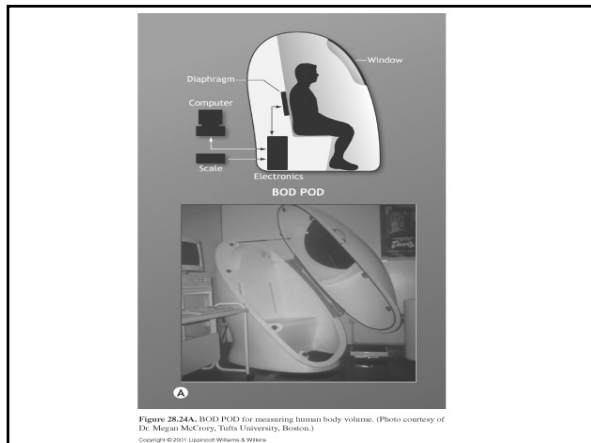 Window
Diaphragm
Computer
Scale
Electronics
BOD POD
A
Figure 28.24A. BOD POD for measuring human body volume. (Photo courtesy of
Dr. Megan McCrory, Tufts University, Boston.)
Copyright © 2001 Lippincott Williams & Wilkins